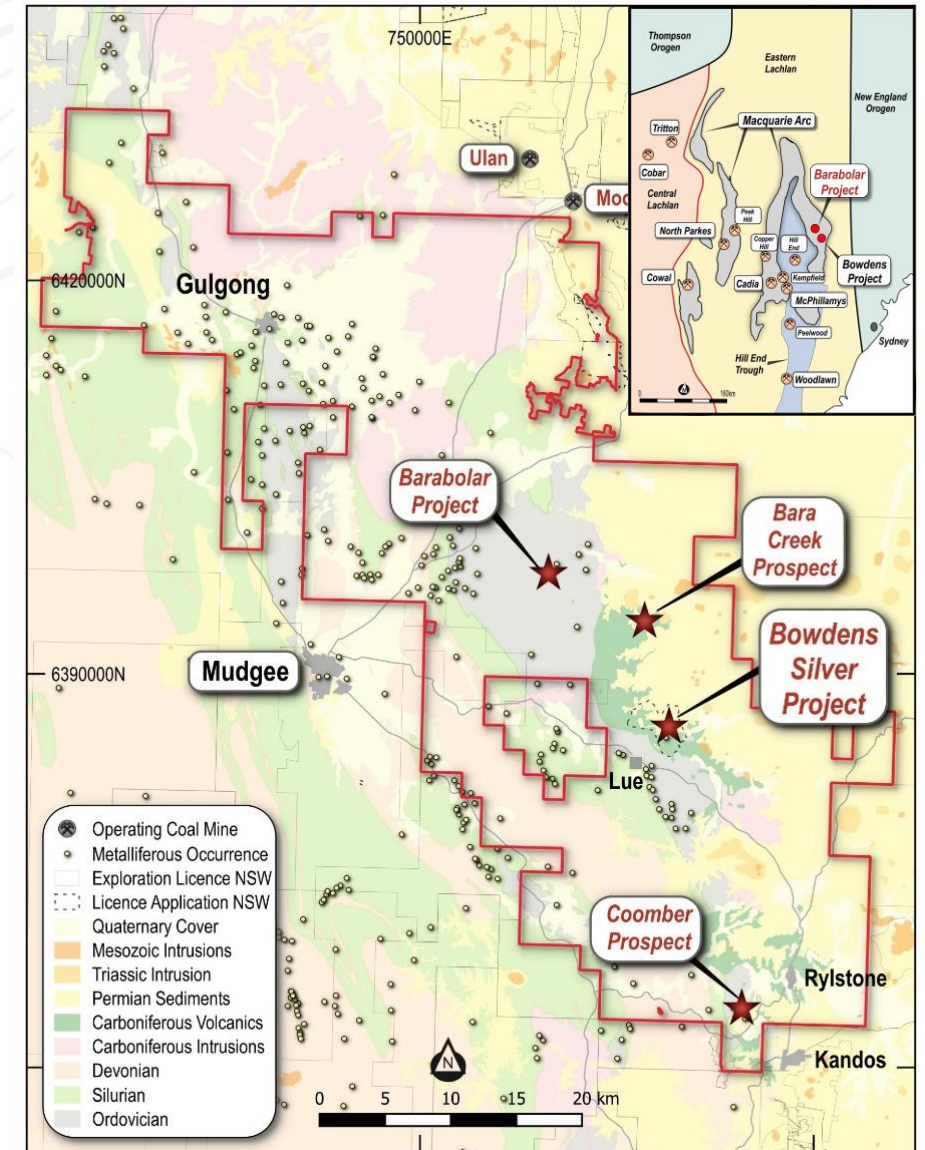 750000E
Ulan
Moo
6420000N
Gulgong
Barabolar
Project
Bara
Creek
Prospect
Bowdens
Silver
Project
6390000N
Mudgee
Lue
Coomber
Prospect
Rylstone
Kandos
N
0 5 10 15 20 km
Operating Coal Mine
Metalliferous Occurrence
Exploration Licence NSW
Licence Application NSW
Quaternary Cover
Mesozoic Intrusions
Triassic Intrusion
Permian Sediments
Carboniferous Volcanics
Carboniferous Intrusions
Devonian
Silurian
Ordovician
Thompson
Orogen
Eastern
Lachlan
New England
Orogen
Macquarie Arc
Tritton
Cobar
Central
Lachlan
Barabolar
Project
Peak
Hill
North Parkes
Copper
Hill
Hill
End
Bowdens
Project
Cowal
Cadia
Kempfield
McPhillamys
Peelwood
Sydney
Hill End
Trough
Woodlawn
0